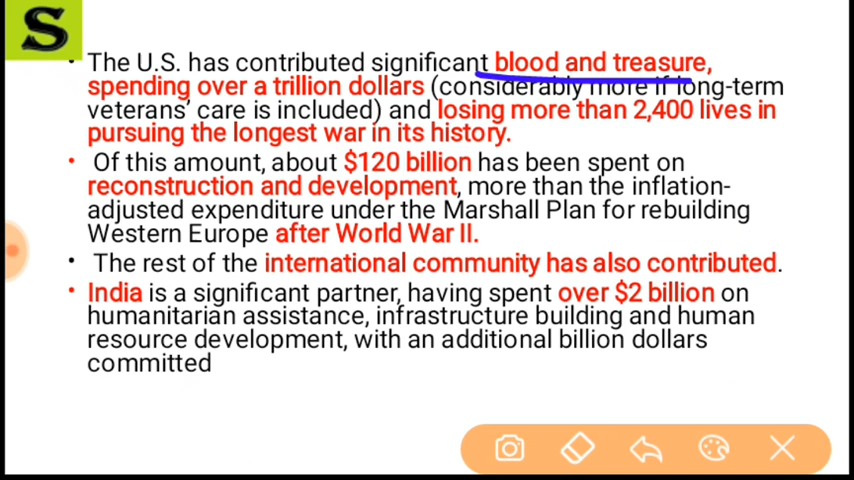 S
• The U.S. has contributed significant blood and treasure,
spending over a trillion dollars (considerably more if long-term
veterans' care is included) and losing more than 2,400 lives in
pursuing the longest war in its history.
• Of this amount, about $120 billion has been spent on
reconstruction and development, more than the inflation-
adjusted expenditure under the Marshall Plan for rebuilding
Western Europe after World War II.
• The rest of the international community has also contributed.
• India is a significant partner, having spent over $2 billion on
humanitarian assistance, infrastructure building and human
resource development, with an additional billion dollars
committed